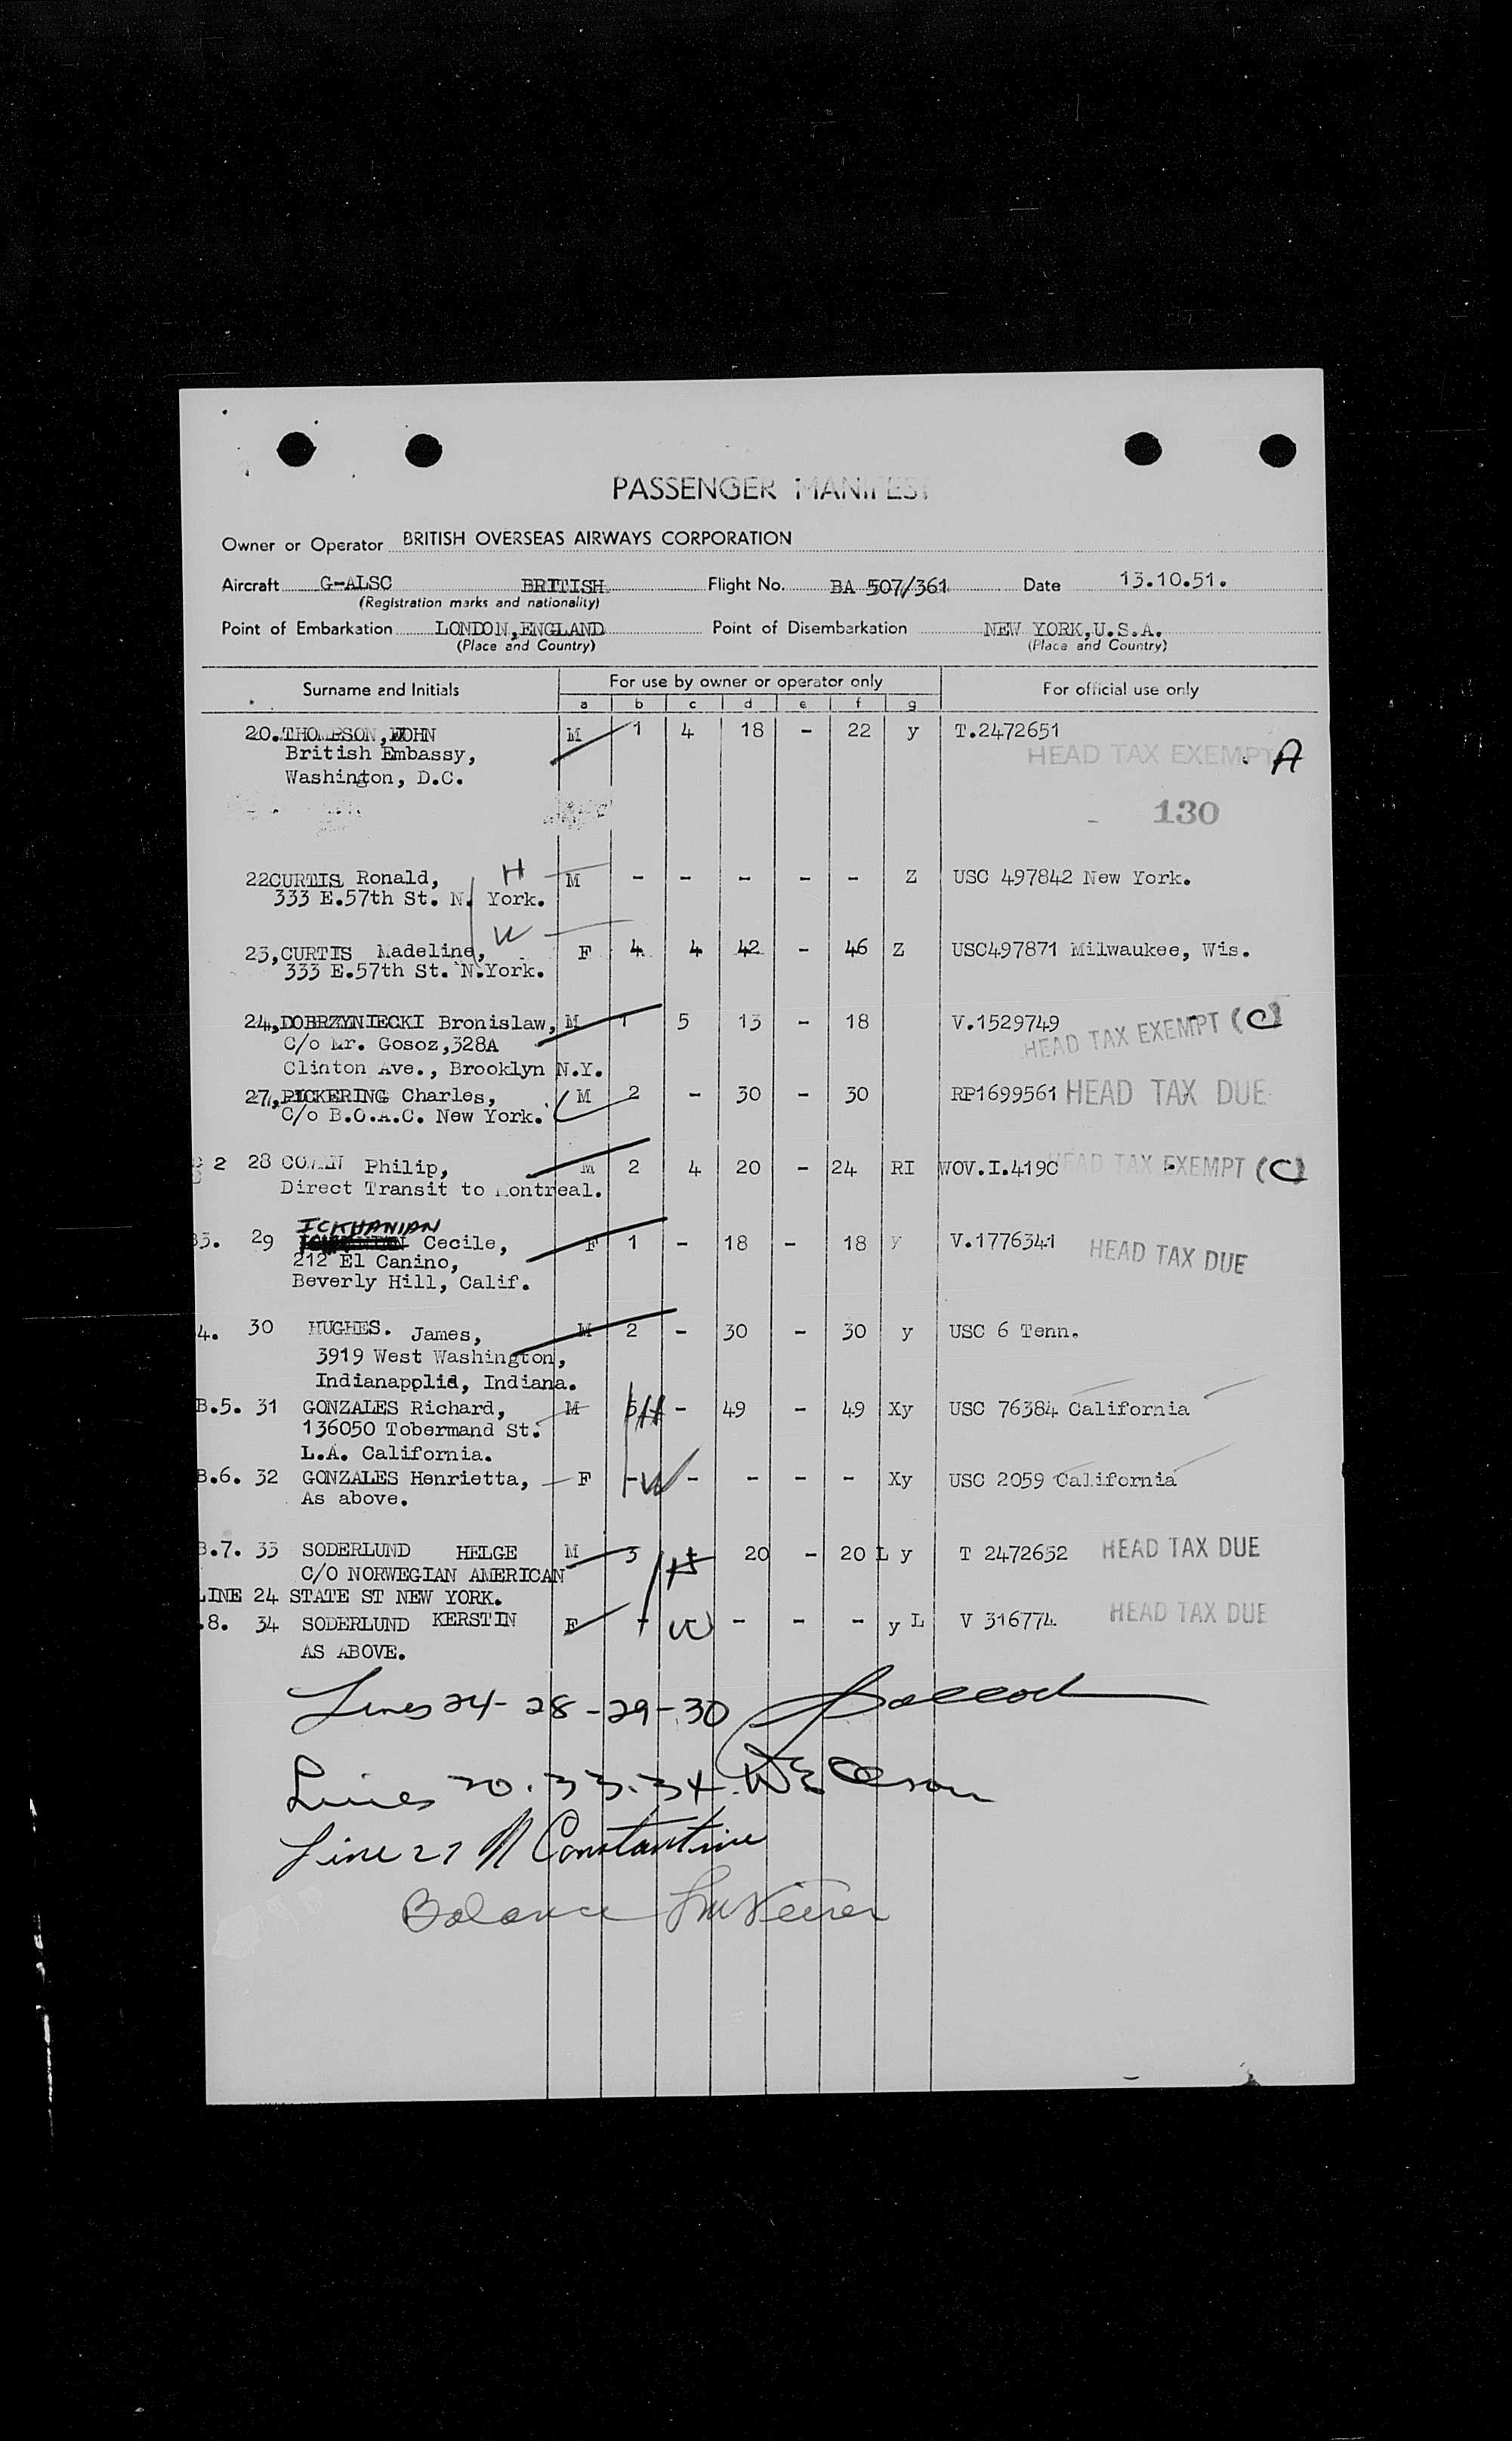 PASSENGER MANIFEST
Owner or Operator BRITISH OVERSEAS AIRWAYS CORPORATION
Aircraft G-ALSC BRITISH Flight No. BA 507/361 Date 13.10.51.
(Registration marks and nationality)
Point of Embarkation LONDON,ENGLAND Point of Disembarkation NEW YORK,U.S.A.
(Place and Country) (Place and Country)
Surname and Initials For use by owner or operator only For official use only
a b c d e f g
20.THOMPSON,JOHN M 1 4 18 - 22 y T.2472651
British Embassy, HEAD TAX EXEMPT A
Washington, D.C.
- 130
22CURTIS Ronald, H M - - - - - Z USC 497842 New York.
333 E.57th St. N. York.
W
23,CURTIS Madeline, F 4 4 42 - 46 Z USC497871 Milwaukee, Wis.
333 E.57th St. N.York.
24,DOBRZYNIECKI Bronislaw, M 1 5 13 - 18 V.1529749
C/o Mr. Gosoz,328A HEAD TAX EXEMPT (C)
Clinton Ave., Brooklyn N.Y.
27,PICKERING Charles, M 2 - 30 - 30 RP1699561 HEAD TAX DUE
C/o B.O.A.C. New York.
2 28 COWAN Philip, M 2 4 20 - 24 RI WOV.I.4190 HEAD TAX EXEMPT (C)
Direct Transit to Montreal.
ICKHANIAN
3. 29 Cecile, F 1 - 18 - 18 y V.1776341 HEAD TAX DUE
212 El Canino,
Beverly Hill, Calif.
4. 30 HUGHES. James, M 2 - 30 - 30 y USC 6 Tenn.
3919 West Washington,
Indianapplid, Indiana.
B.5. 31 GONZALES Richard, M 5 H - 49 - 49 Xy USC 76384 California
136050 Tobermand St.
L.A. California.
B.6. 32 GONZALES Henrietta, F - W - - - - Xy USC 2059 California
As above.
B.7. 33 SODERLUND HELGE M 3 H 20 - 20 L y T 2472652 HEAD TAX DUE
C/O NORWEGIAN AMERICAN
LINE 24 STATE ST NEW YORK.
.8. 34 SODERLUND KERSTIN F - W - - - y L V 316774 HEAD TAX DUE
AS ABOVE.
Lines 24- 28 - 29 - 30
Lines 20. 33. 34.
Line 27 Constantine
Balance